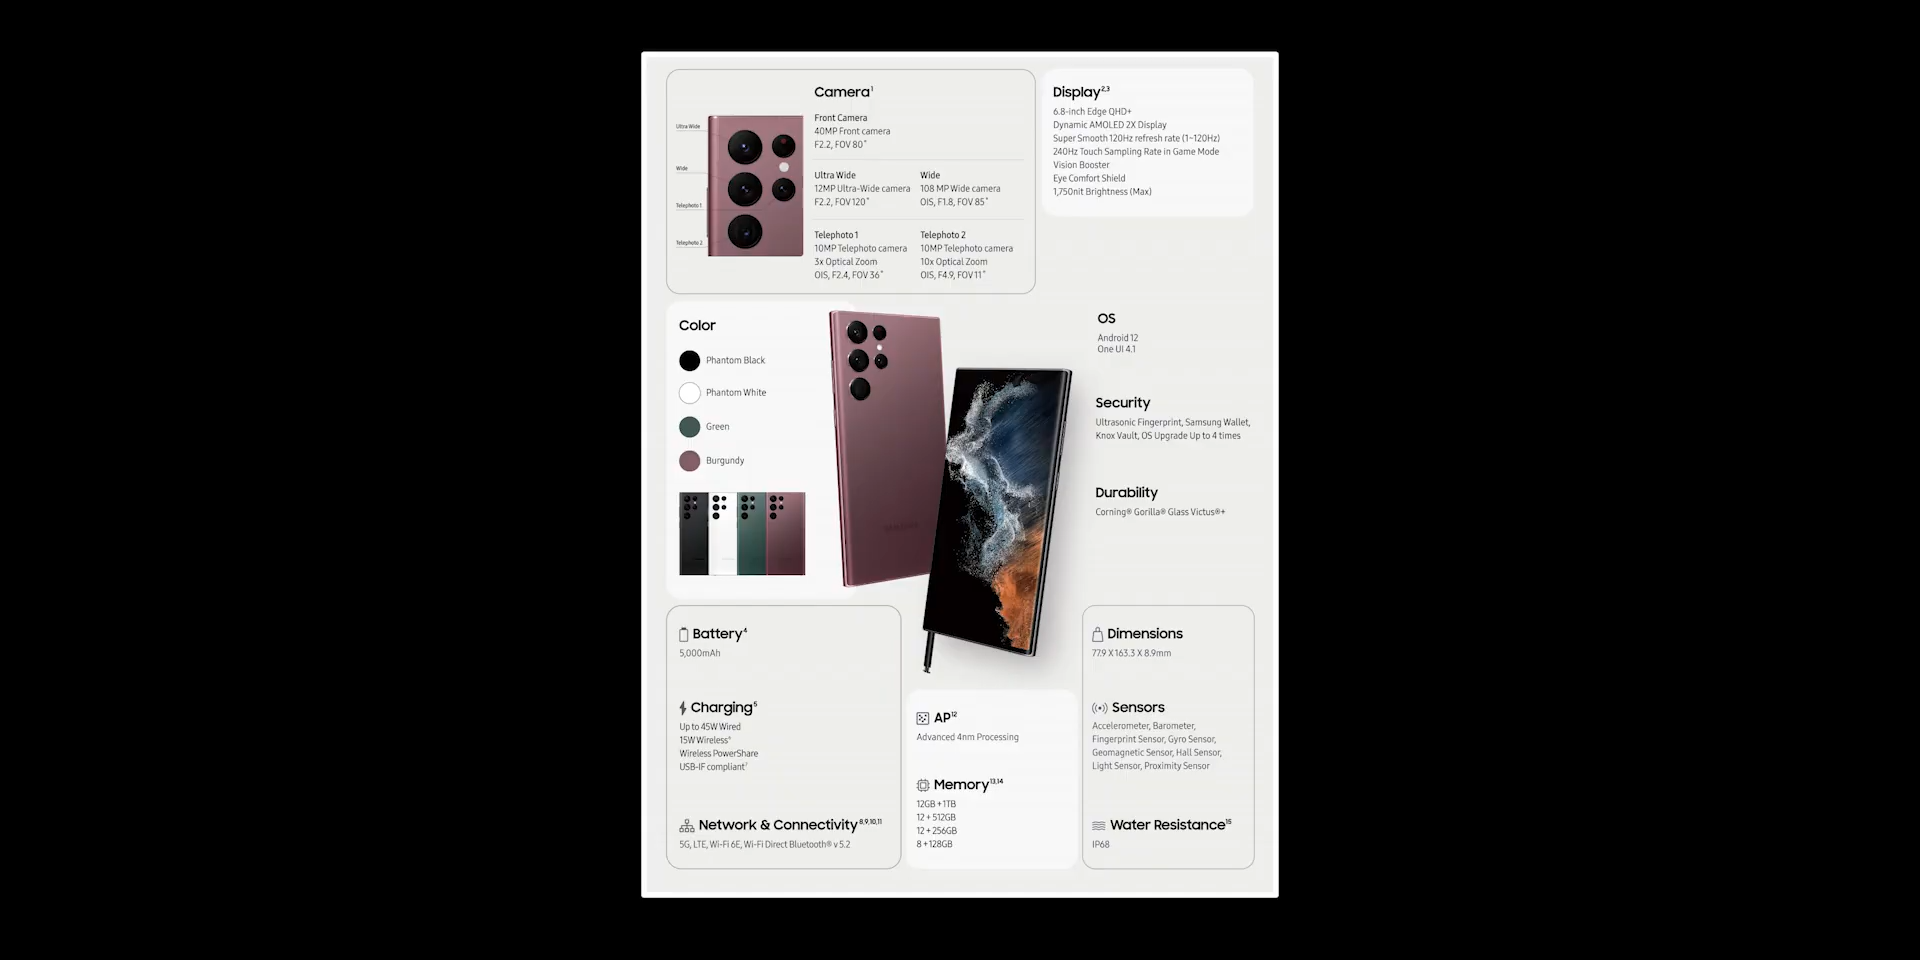 Camera¹
Ultra Wide
Wide
Telephoto 1
Telephoto 2
Front Camera
40MP Front camera
F2.2, FOV 80˚
Ultra Wide
12MP Ultra-Wide camera
F2.2, FOV 120˚
Wide
108 MP Wide camera
OIS, F1.8, FOV 85˚
Telephoto 1
10MP Telephoto camera
3x Optical Zoom
OIS, F2.4, FOV 36˚
Telephoto 2
10MP Telephoto camera
10x Optical Zoom
OIS, F4.9, FOV 11˚
Display²,³
6.8-inch Edge QHD+
Dynamic AMOLED 2X Display
Super Smooth 120Hz refresh rate (1~120Hz)
240Hz Touch Sampling Rate in Game Mode
Vision Booster
Eye Comfort Shield
1,750nit Brightness (Max)
Color
Phantom Black
Phantom White
Green
Burgundy
SAMSUNG
OS
Android 12
One UI 4.1
Security
Ultrasonic Fingerprint, Samsung Wallet,
Knox Vault, OS Upgrade Up to 4 times
Durability
Corning® Gorilla® Glass Victus®+
Battery⁴
5,000mAh
Charging⁵
Up to 45W Wired
15W Wireless⁶
Wireless PowerShare
USB-IF compliant⁷
Network & Connectivity⁸,⁹,¹⁰,¹¹
5G, LTE, Wi-Fi 6E, Wi-Fi Direct Bluetooth® v 5.2
AP¹²
Advanced 4nm Processing
Memory¹³,¹⁴
12GB + 1TB
12 + 512GB
12 + 256GB
8 + 128GB
Dimensions
77.9 X 163.3 X 8.9mm
Sensors
Accelerometer, Barometer,
Fingerprint Sensor, Gyro Sensor,
Geomagnetic Sensor, Hall Sensor,
Light Sensor, Proximity Sensor
Water Resistance¹⁵
IP68